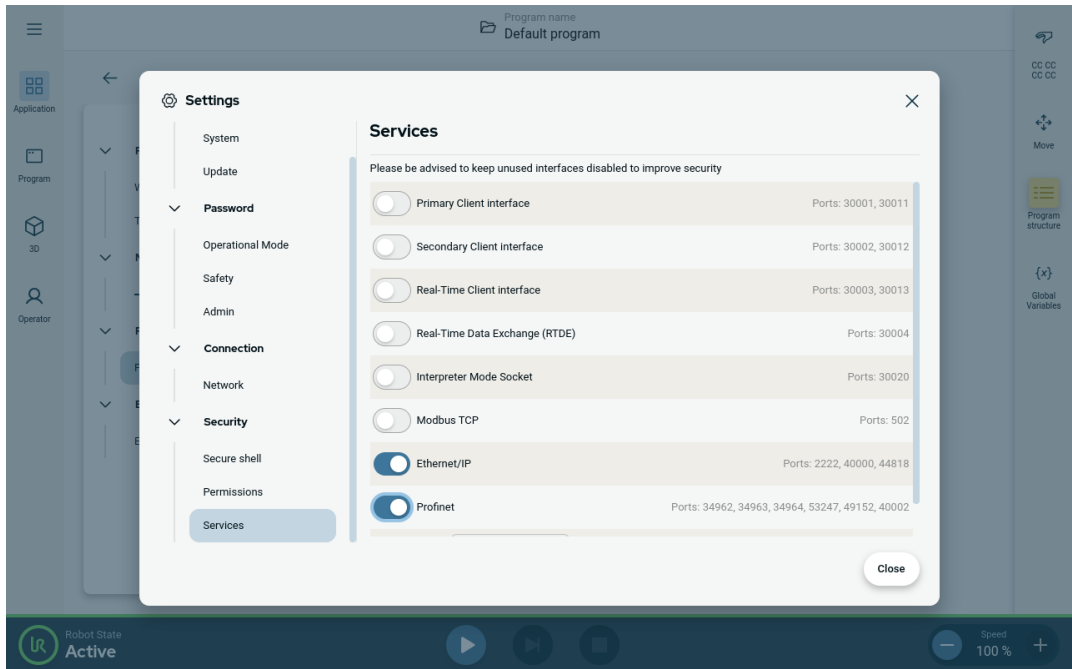 Program name
Default program
Application
Program
3D
Operator
Settings
System
Update
Password
Operational Mode
Safety
Admin
Connection
Network
Security
Secure shell
Permissions
Services
Services
Please be advised to keep unused interfaces disabled to improve security
Primary Client interface Ports: 30001, 30011
Secondary Client interface Ports: 30002, 30012
Real-Time Client interface Ports: 30003, 30013
Real-Time Data Exchange (RTDE) Ports: 30004
Interpreter Mode Socket Ports: 30020
Modbus TCP Ports: 502
Ethernet/IP Ports: 2222, 40000, 44818
Profinet Ports: 34962, 34963, 34964, 53247, 49152, 40002
Close
CC CC
CC CC
Move
Program
structure
{x}
Global
Variables
UR
Robot State
Active
Speed
100 %